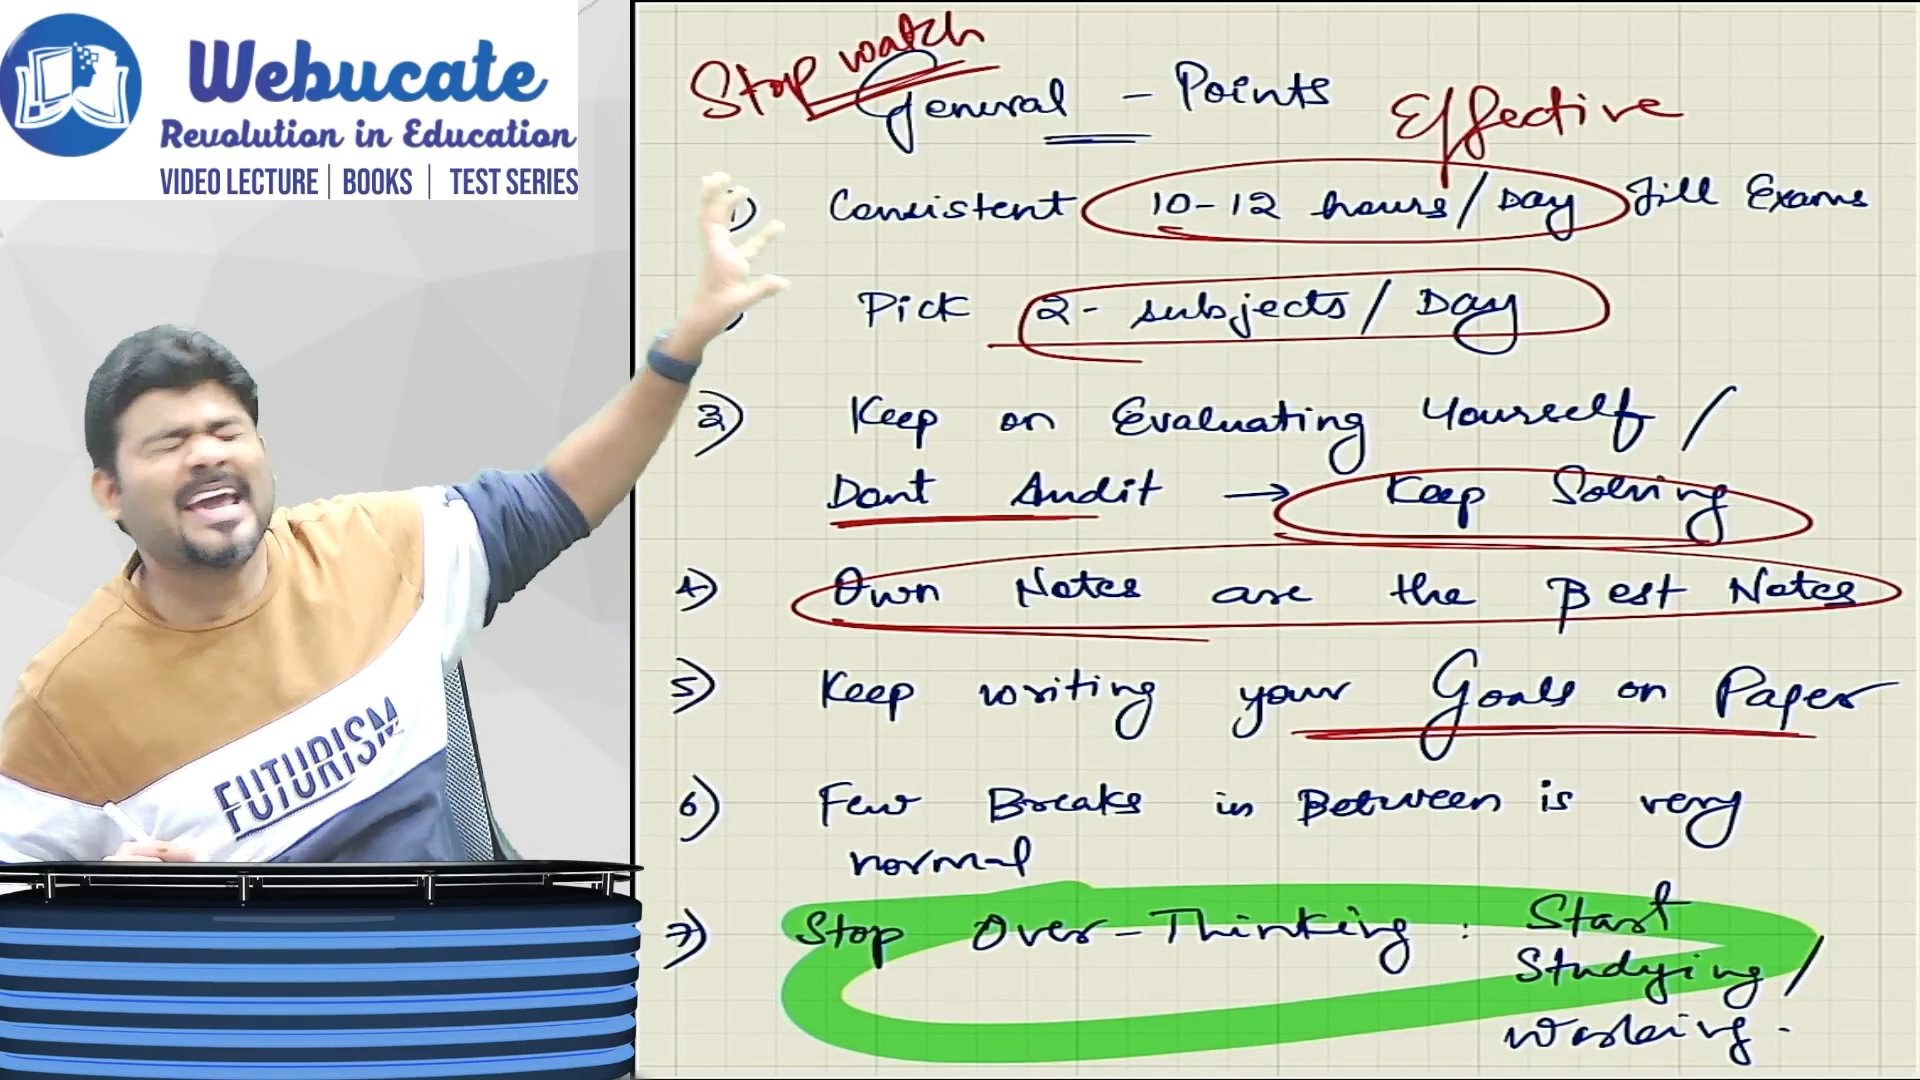 Webucate
Revolution in Education
VIDEO LECTURE | BOOKS | TEST SERIES
FUTURISM
Stop watch
General - Points
Effective
1) Consistent 10-12 hours/Day Till Exams
Pick 2- subjects/Day
3) Keep on Evaluating Yourself /
Dont Audit → Keep Solving
4) Own Notes are the Best Notes
5) Keep writing your Goals on Paper
6) Few Breaks in Between is very
normal
7) Stop Over-Thinking : Start
Studying/
Working.